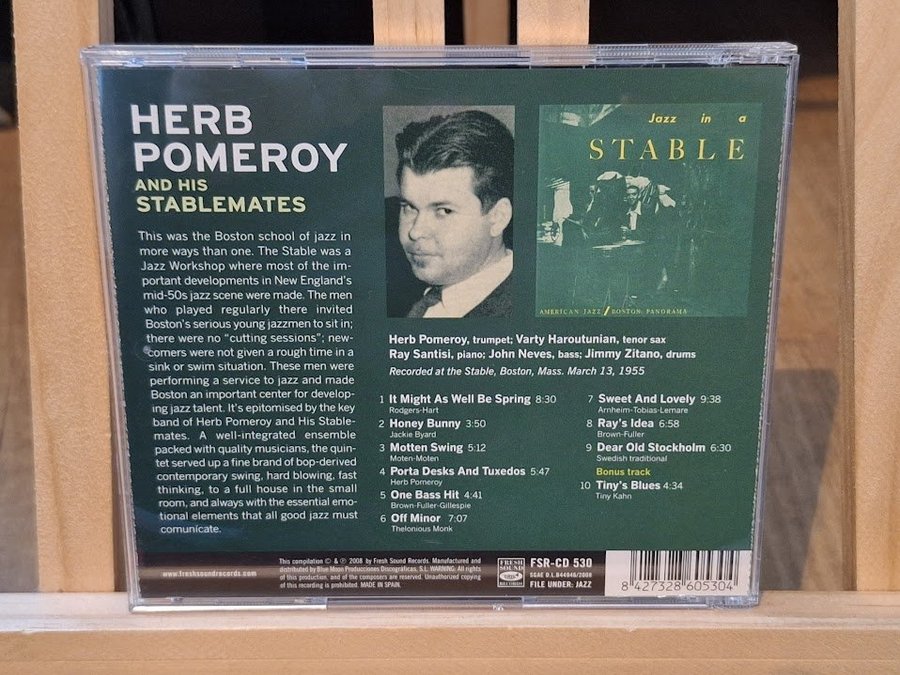 HERB
POMEROY
AND HIS
STABLEMATES
This was the Boston school of jazz in
more ways than one. The Stable was a
Jazz Workshop where most of the im-
portant developments in New England's
mid-50s jazz scene were made. The men
who played regularly there invited
Boston's serious young jazzmen to sit in;
there were no "cutting sessions"; new-
comers were not given a rough time in a
sink or swim situation. These men were
performing a service to jazz and made
Boston an important center for develop-
ing jazz talent. It's epitomised by the key
band of Herb Pomeroy and His Stable-
mates. A well-integrated ensemble
packed with quality musicians, the quin-
tet served up a fine brand of bop-derived
contemporary swing, hard blowing, fast
thinking, to a full house in the small
room, and always with the essential emo-
tional elements that all good jazz must
comunicate.
Jazz in a
STABLE
AMERICAN JAZZ / BOSTON: PANORAMA
Herb Pomeroy, trumpet; Varty Haroutunian, tenor sax
Ray Santisi, piano; John Neves, bass; Jimmy Zitano, drums
Recorded at the Stable, Boston, Mass. March 13, 1955
1 It Might As Well Be Spring 8:30
Rodgers-Hart
2 Honey Bunny 3:50
Jackie Byard
3 Motten Swing 5:12
Moten-Moten
4 Porta Desks And Tuxedos 5:47
Herb Pomeroy
5 One Bass Hit 4:41
Brown-Fuller-Gillespie
6 Off Minor 7:07
Thelonious Monk
7 Sweet And Lovely 9:38
Arnheim-Tobias-Lemare
8 Ray's Idea 6:58
Brown-Fuller
9 Dear Old Stockholm 6:30
Swedish traditional
Bonus track
10 Tiny's Blues 4:34
Tiny Kahn
www.freshsoundrecords.com
This compilation © & ℗ 2008 by Fresh Sound Records. Manufactured and
distributed by Blue Moon Producciones Discograficas, S.L. WARNING. All rights
of this production. and of the composers are reserved. Unauthorized copying
of this recording is prohibited. MADE IN SPAIN.
FRESH
SOUND
RECORDS
FSR-CD 530
SGAE D.L.B44046/2008
FILE UNDER: JAZZ
8 427328 605304